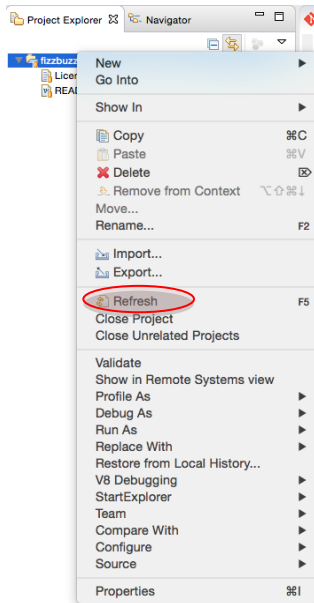 Project Explorer
Navigator
fizzbuzz
New
Go Into
Show In
Copy ⌘C
Paste ⌘V
Delete ⌦
Remove from Context ⌥⇧⌘↓
Move...
Rename... F2
Import...
Export...
Refresh F5
Close Project
Close Unrelated Projects
Validate
Show in Remote Systems view
Profile As
Debug As
Run As
Replace With
Restore from Local History...
V8 Debugging
StartExplorer
Team
Compare With
Configure
Source
Properties ⌘I